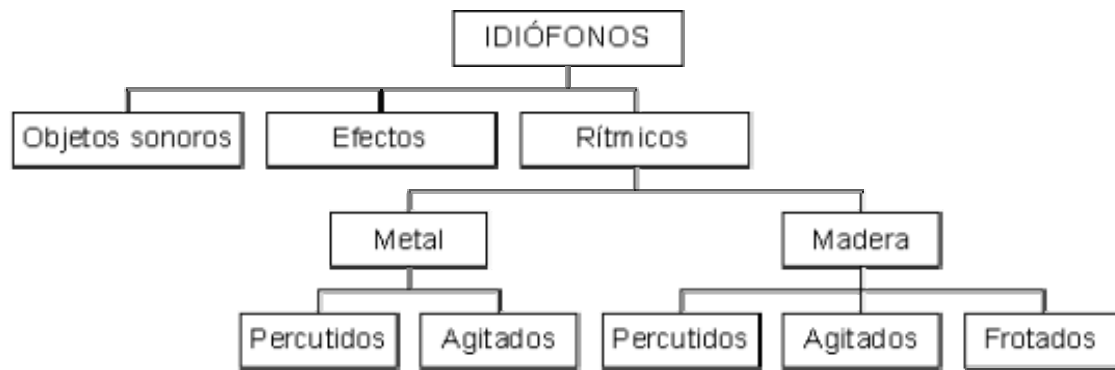 IDIÓFONOS
Objetos sonoros
Efectos
Rítmicos
Metal
Madera
Percutidos
Agitados
Percutidos
Agitados
Frotados